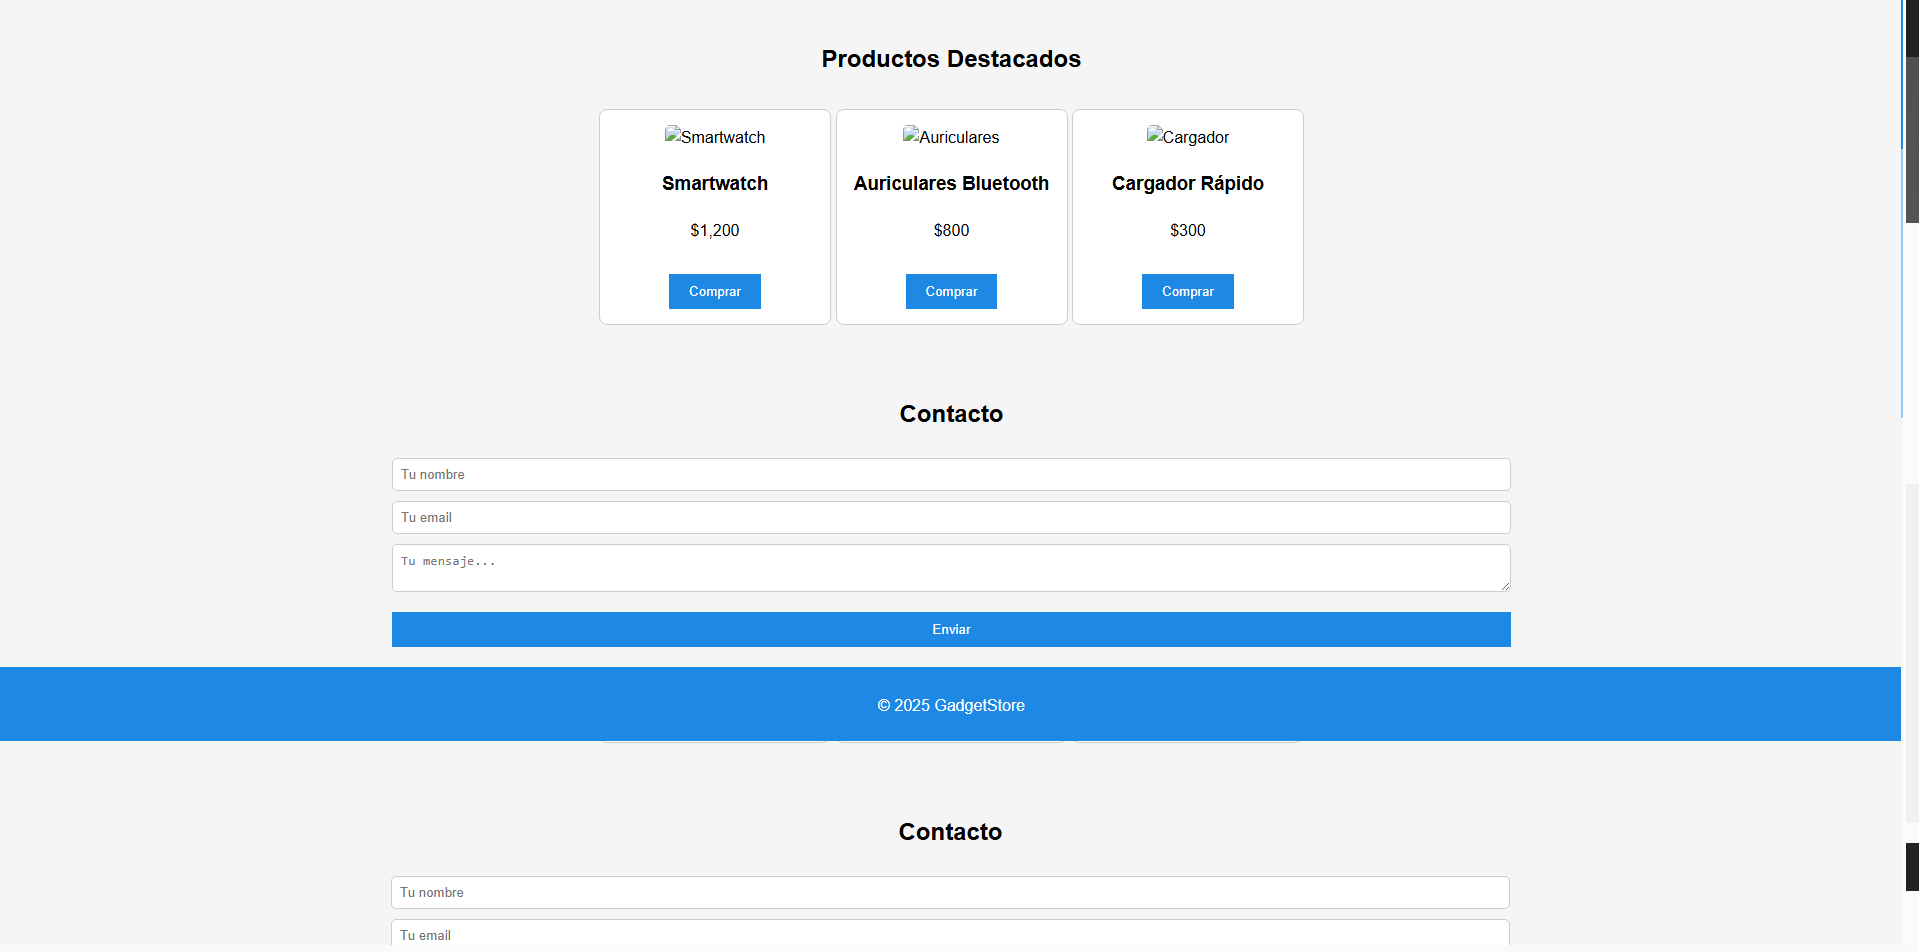 Productos Destacados
Smartwatch Auriculares Cargador
Smartwatch Auriculares Bluetooth Cargador Rápido
$1,200 $800 $300
Comprar Comprar Comprar
Contacto
Tu nombre
Tu email
Tu mensaje...
Enviar
© 2025 GadgetStore
Contacto
Tu nombre
Tu email